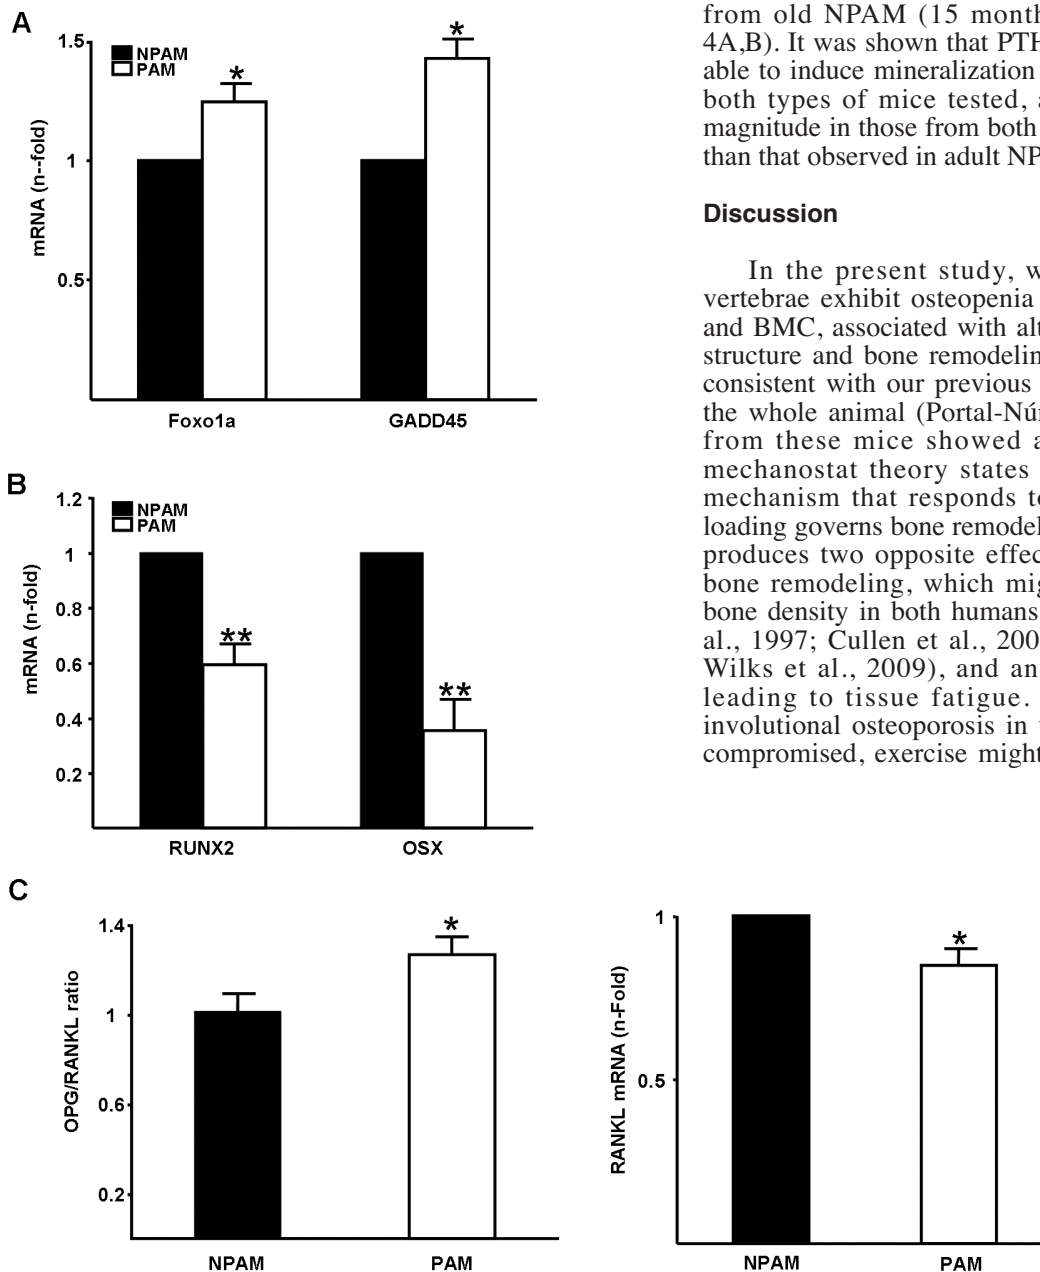 A
1.5
NPAM
PAM
*
*
1
mRNA (n--fold)
0.5
Foxo1a GADD45
B
1.2
NPAM
PAM
1
0.8
**
mRNA (n-fold)
0.6
**
0.4
0.2
RUNX2 OSX
C
1.4
*
OPG/RANKL ratio
1
0.6
0.2
NPAM PAM
1
*
RANKL mRNA (n-Fold)
0.5
NPAM PAM
from old NPAM (15 month
4A,B). It was shown that PTH
able to induce mineralization
both types of mice tested,
magnitude in those from both
than that observed in adult NP
Discussion
In the present study, w
vertebrae exhibit osteopenia
and BMC, associated with alt
structure and bone remodelin
consistent with our previous
the whole animal (Portal-Nú
from these mice showed a
mechanostat theory states
mechanism that responds to
loading governs bone remodel
produces two opposite effec
bone remodeling, which mig
bone density in both humans
al., 1997; Cullen et al., 200
Wilks et al., 2009), and an
leading to tissue fatigue.
involutional osteoporosis in
compromised, exercise might